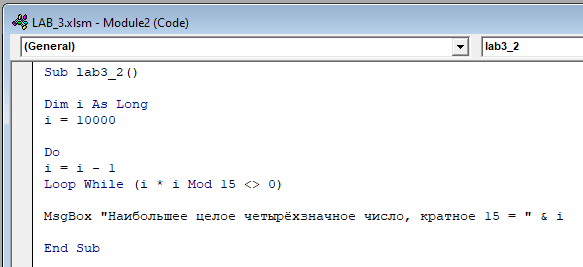 LAB_3.xlsm - Module2 (Code)
(General) lab3_2
Sub lab3_2()
Dim i As Long
i = 10000
Do
i = i - 1
Loop While (i * i Mod 15 <> 0)
MsgBox "Наибольшее целое четырёхзначное число, кратное 15 = " & i
End Sub